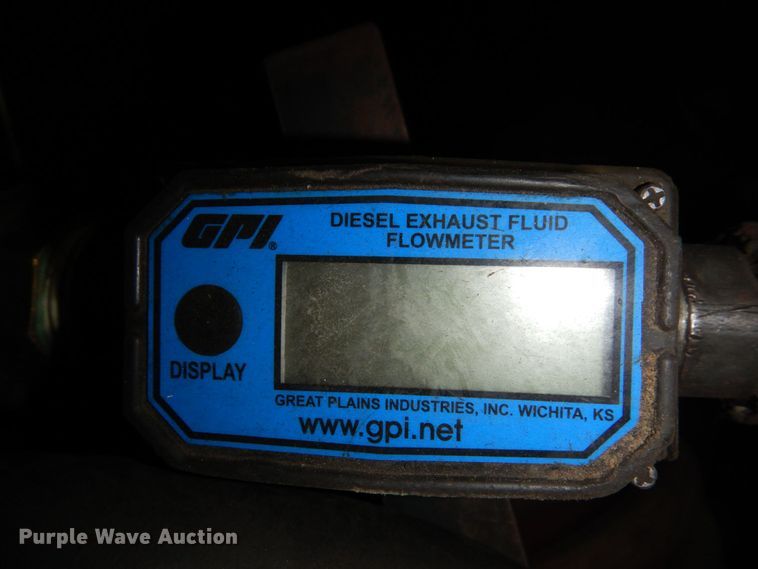 GPI®
DIESEL EXHAUST FLUID
FLOWMETER
DISPLAY
GREAT PLAINS INDUSTRIES, INC. WICHITA, KS
www.gpi.net
Purple Wave Auction